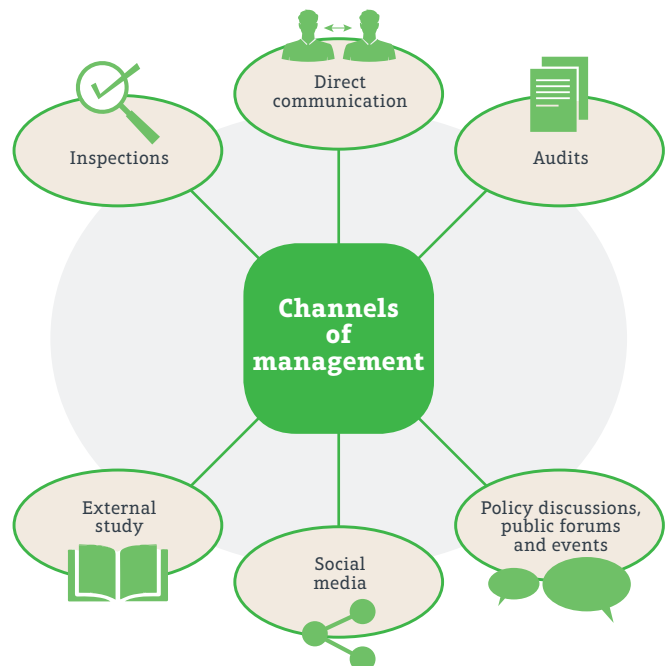 Direct
communication
Inspections
Audits
Channels
of
management
External
study
Policy discussions,
public forums
and events
Social
media